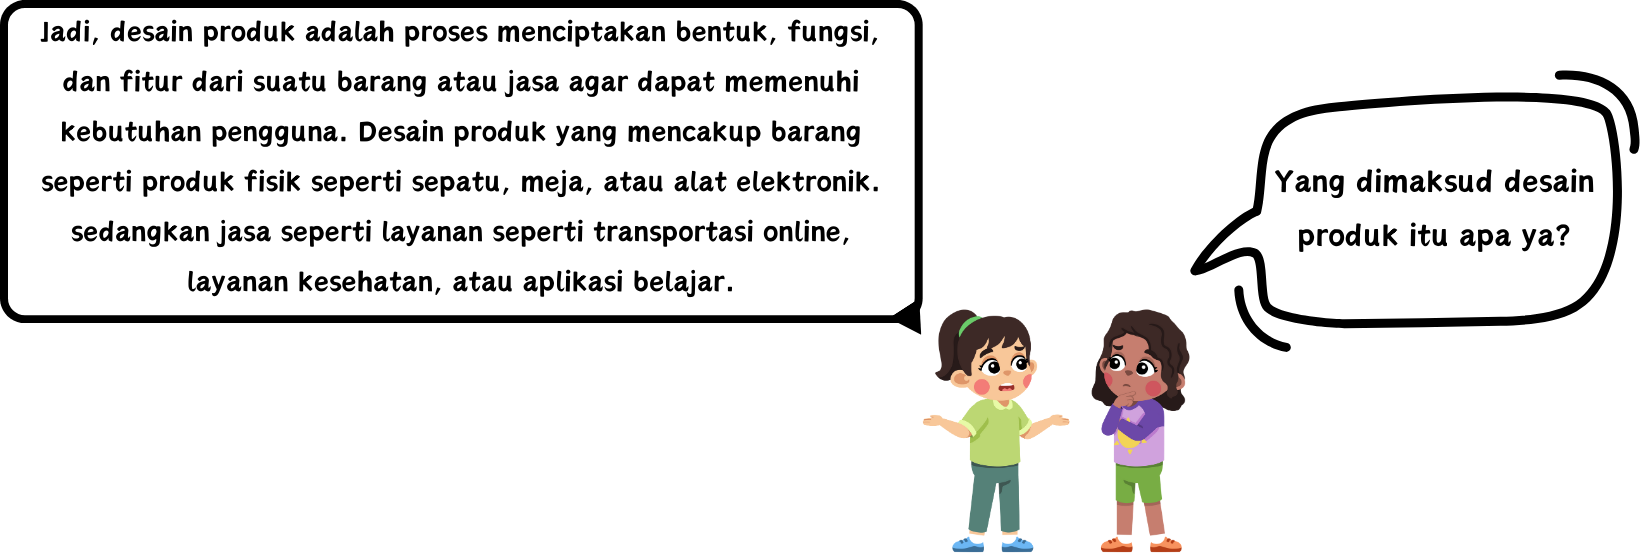 Jadi, desain produk adalah proses menciptakan bentuk, fungsi,
dan fitur dari suatu barang atau jasa agar dapat memenuhi
kebutuhan pengguna. Desain produk yang mencakup barang
seperti produk fisik seperti sepatu, meja, atau alat elektronik.
sedangkan jasa seperti layanan seperti transportasi online,
layanan kesehatan, atau aplikasi belajar.
Yang dimaksud desain
produk itu apa ya?